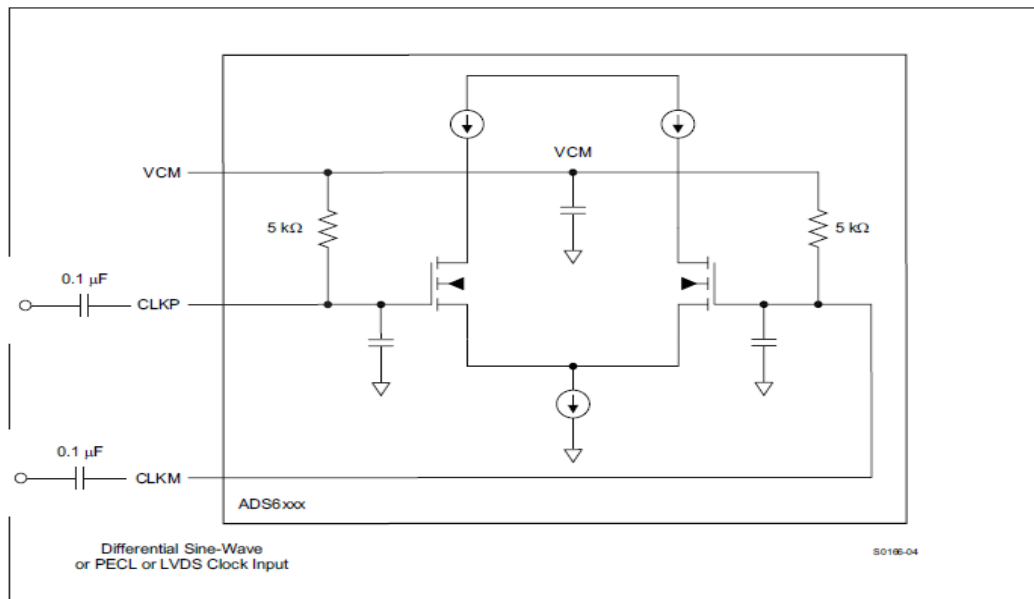 VCM
VCM
5 kΩ
5 kΩ
0.1 μF
CLKP
0.1 μF
CLKM
ADS6xxx
Differential Sine-Wave
or PECL or LVDS Clock Input
S0166-04